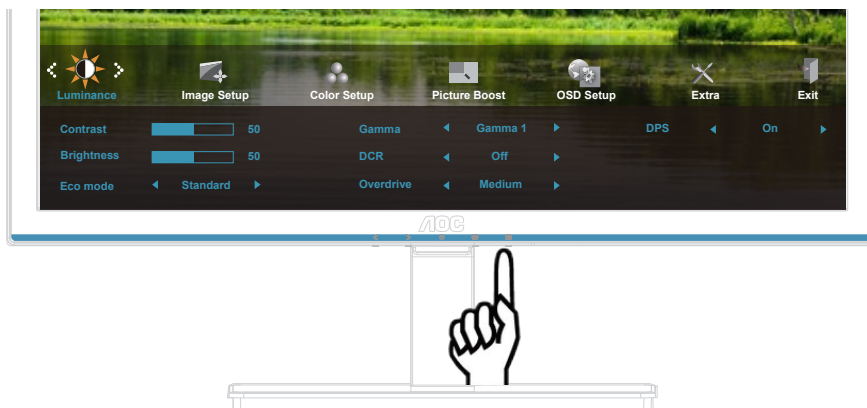 Luminance Image Setup Color Setup Picture Boost OSD Setup Extra Exit
Contrast 50 Gamma Gamma 1 DPS On
Brightness 50 DCR Off
Eco mode Standard Overdrive Medium
AOC